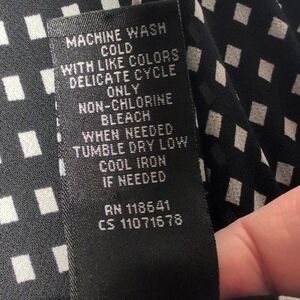 MACHINE WASH
COLD
WITH LIKE COLORS
DELICATE CYCLE
ONLY
NON-CHLORINE
BLEACH
WHEN NEEDED
TUMBLE DRY LOW
COOL IRON
IF NEEDED
RN 118641
CS 11071678